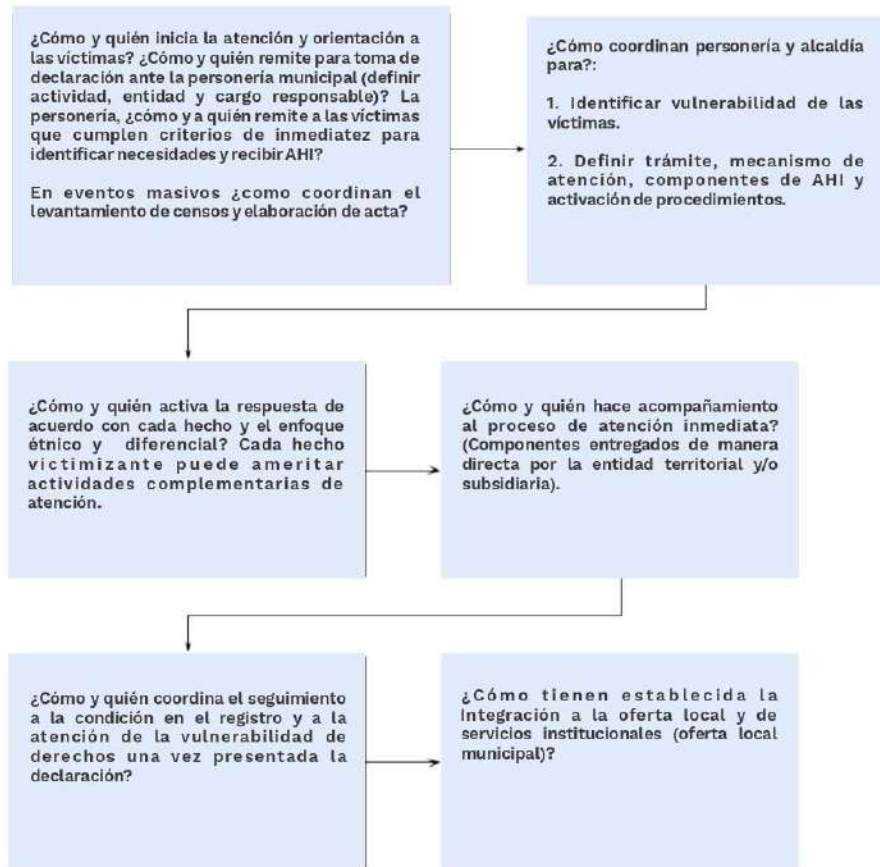 ¿Cómo y quién inicia la atención y orientación a
las víctimas? ¿Cómo y quién remite para toma de
declaración ante la personería municipal (definir
actividad, entidad y cargo responsable)? La
personería, ¿cómo y a quién remite a las víctimas
que cumplen criterios de inmediatez para
identificar necesidades y recibir AHI?
En eventos masivos ¿como coordinan el
levantamiento de censos y elaboración de acta?
¿Cómo coordinan personería y alcaldía
para?:
1. Identificar vulnerabilidad de las
víctimas.
2. Definir trámite, mecanismo de
atención, componentes de AHI y
activación de procedimientos.
¿Cómo y quién activa la respuesta de
acuerdo con cada hecho y el enfoque
étnico y diferencial? Cada hecho
victimizante puede ameritar
actividades complementarias de
atención.
¿Cómo y quién hace acompañamiento
al proceso de atención inmediata?
(Componentes entregados de manera
directa por la entidad territorial y/o
subsidiaria).
¿Cómo y quién coordina el seguimiento
a la condición en el registro y a la
atención de la vulnerabilidad de
derechos una vez presentada la
declaración?
¿Cómo tienen establecida la
Integración a la oferta local y de
servicios institucionales (oferta local
municipal)?